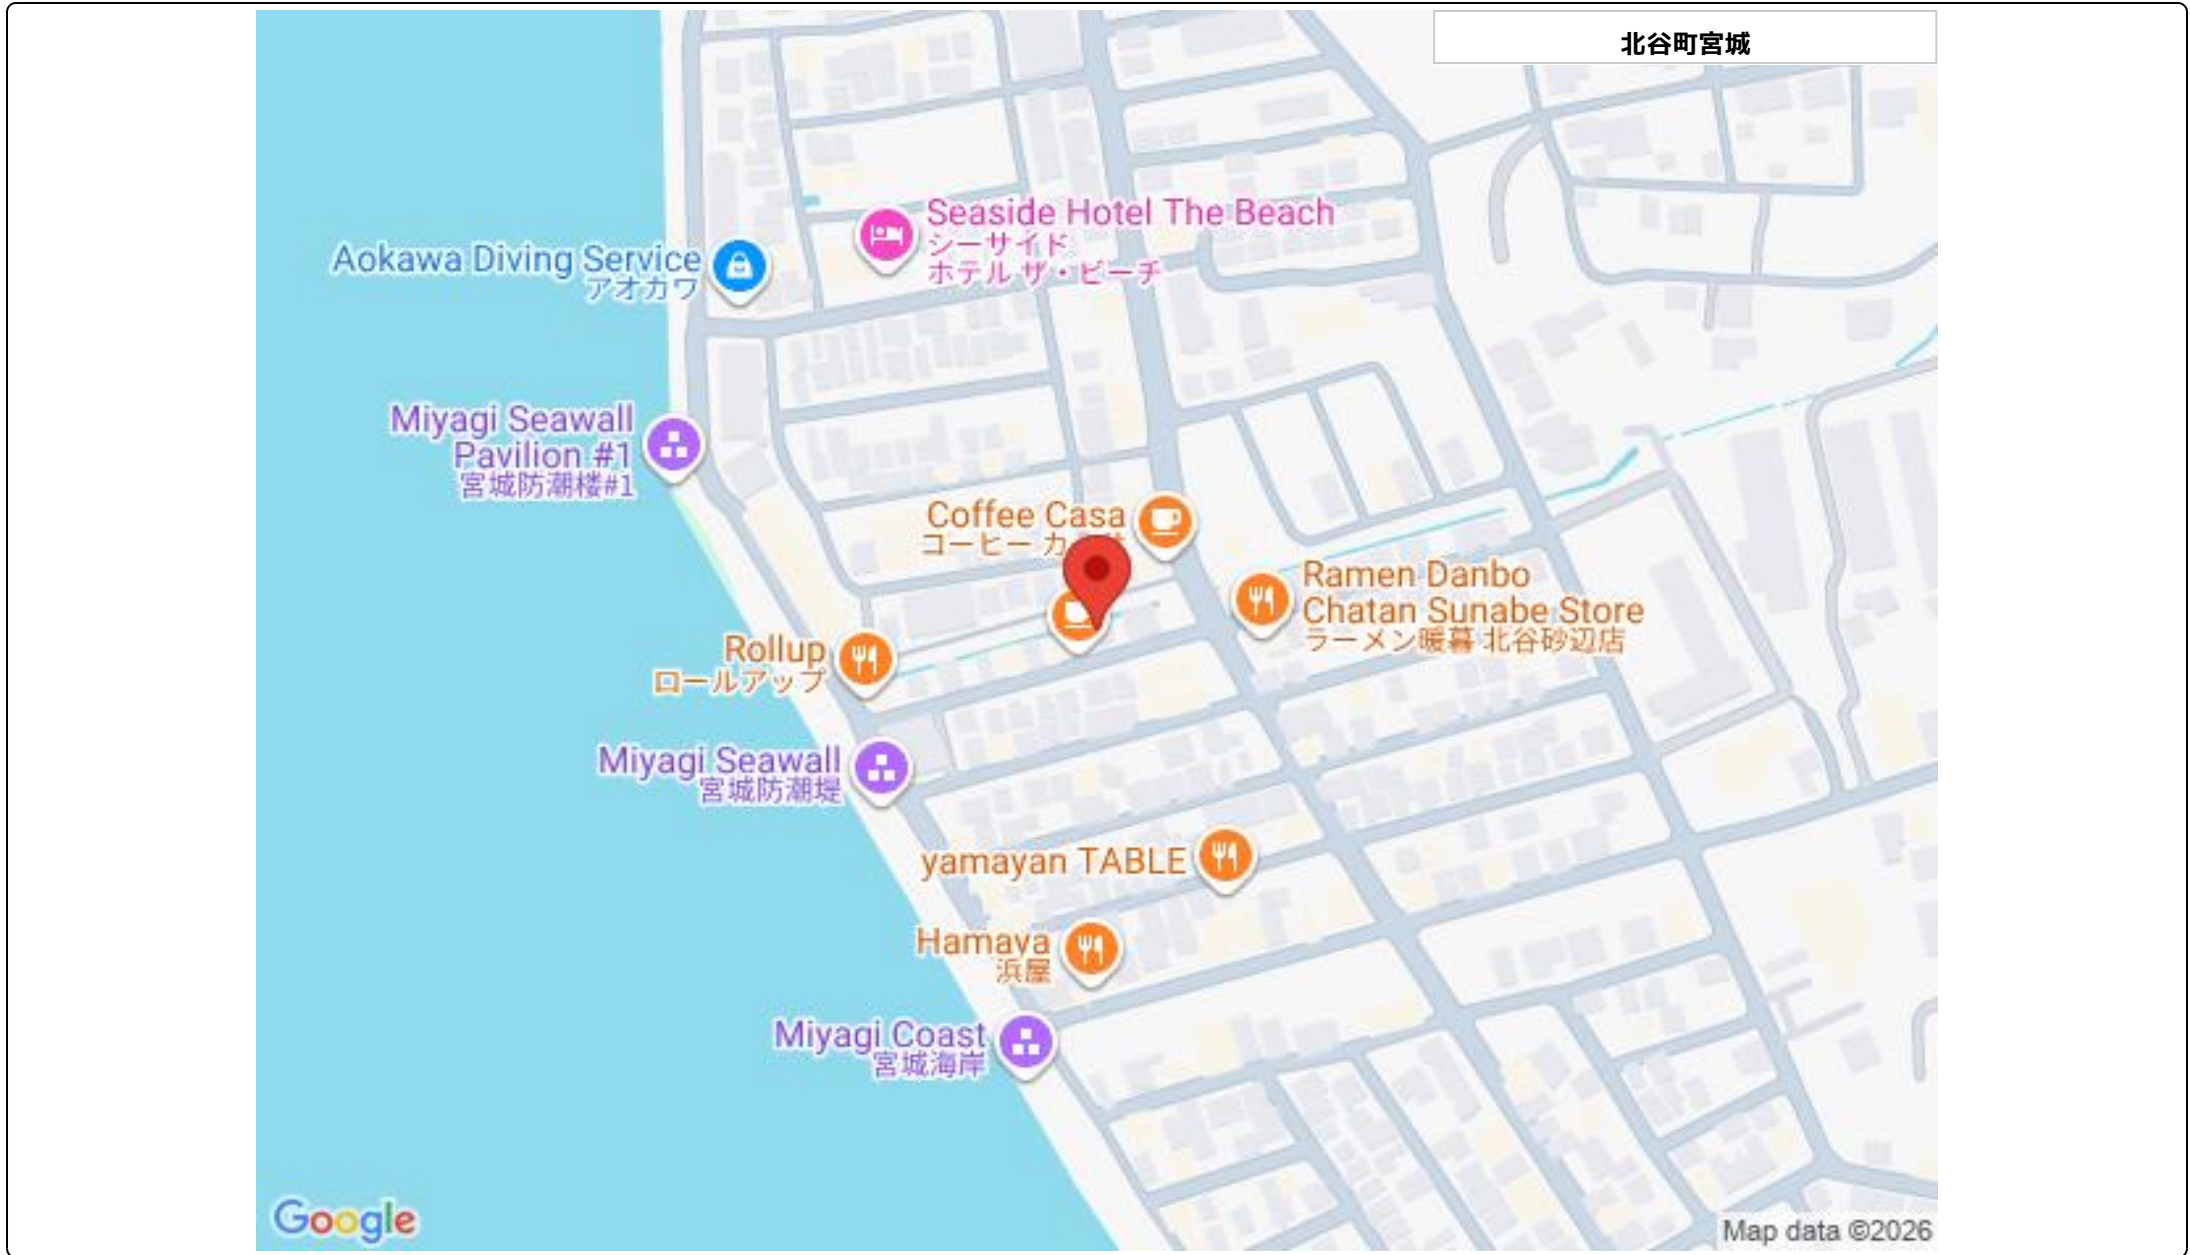 北谷町宮城
Seaside Hotel The Beach
シーサイド
ホテル ザ・ビーチ
Aokawa Diving Service
アオカワ
Miyagi Seawall
Pavilion #1
宮城防潮楼#1
Coffee Casa
コーヒー カ
Ramen Danbo
Chatan Sunabe Store
ラーメン暖暮 北谷砂辺店
Rollup
ロールアップ
Miyagi Seawall
宮城防潮堤
yamayan TABLE
Hamaya
浜屋
Miyagi Coast
宮城海岸
Google
Map data ©2026